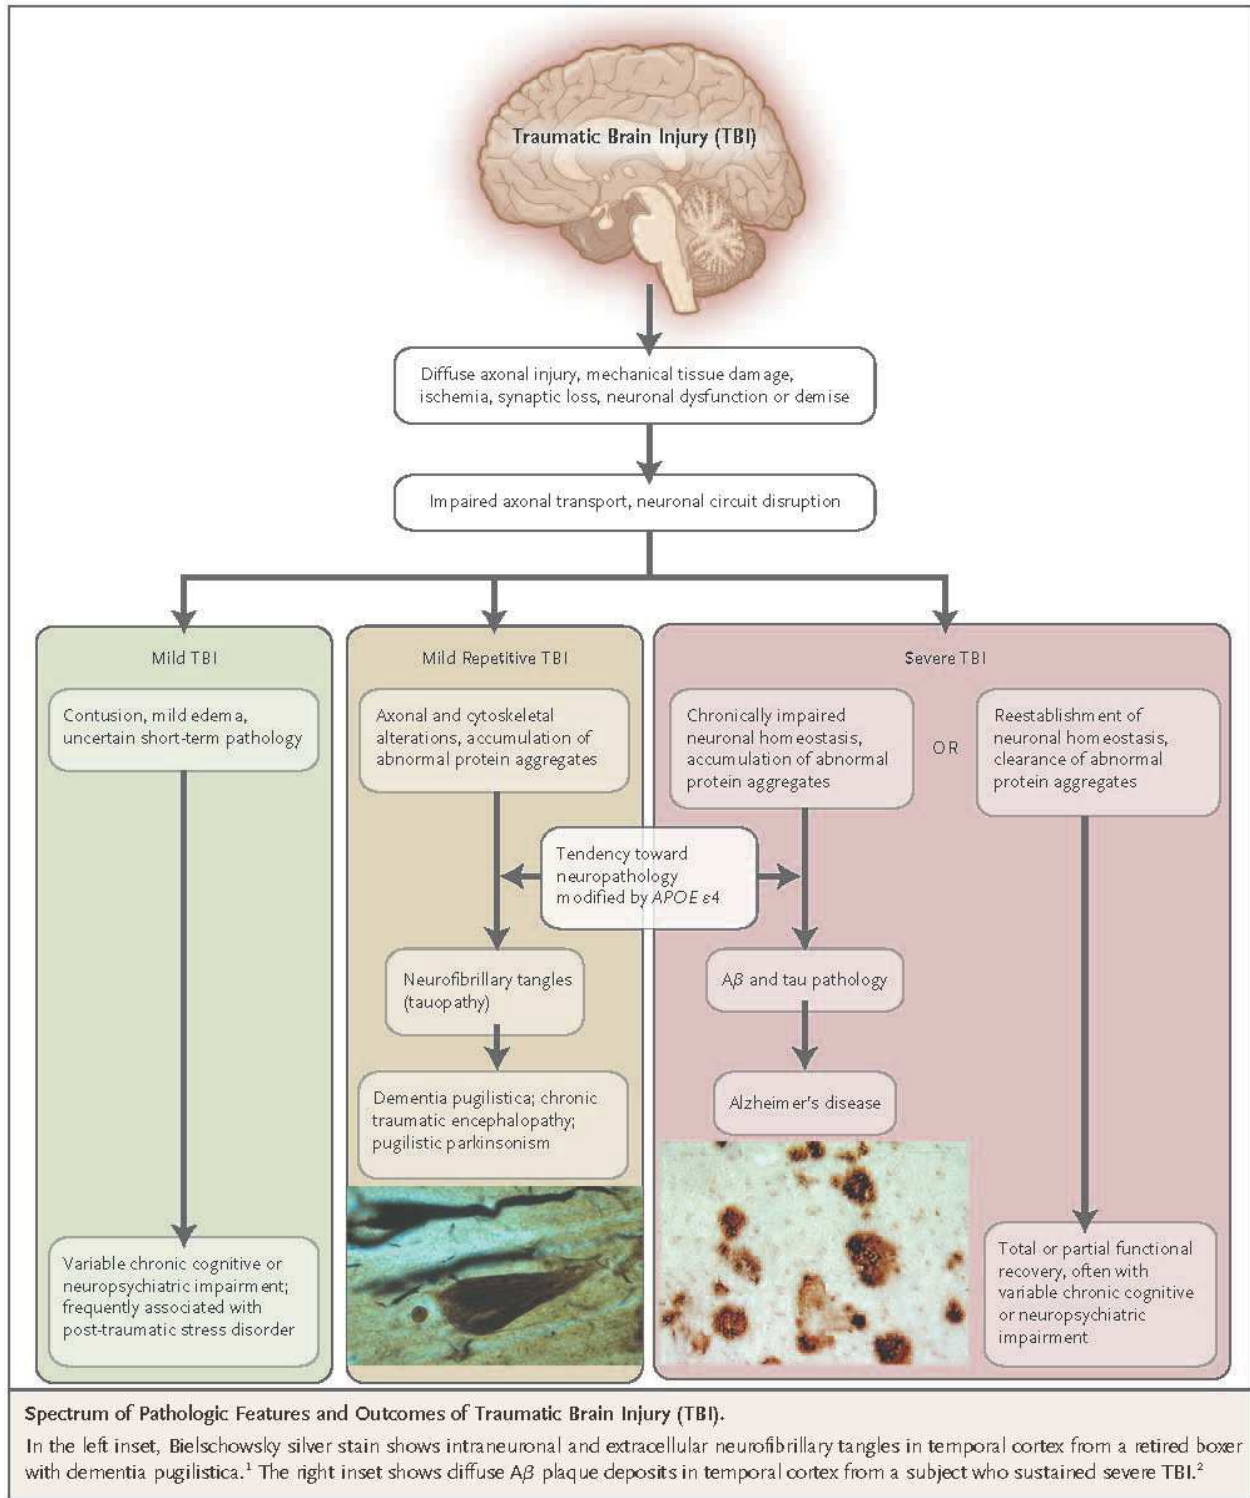 Traumatic Brain Injury (TBI)
Diffuse axonal injury, mechanical tissue damage,
ischemia, synaptic loss, neuronal dysfunction or demise
Impaired axonal transport, neuronal circuit disruption
Mild TBI
Contusion, mild edema,
uncertain short-term pathology
Variable chronic cognitive or
neuropsychiatric impairment;
frequently associated with
post-traumatic stress disorder
Mild Repetitive TBI
Axonal and cytoskeletal
alterations, accumulation of
abnormal protein aggregates
Tendency toward
neuropathology
modified by APOE ε4
Neurofibrillary tangles
(tauopathy)
Dementia pugilistica; chronic
traumatic encephalopathy;
pugilistic parkinsonism
Severe TBI
Chronically impaired
neuronal homeostasis,
accumulation of abnormal
protein aggregates
OR
Reestablishment of
neuronal homeostasis,
clearance of abnormal
protein aggregates
Aβ and tau pathology
Alzheimer's disease
Total or partial functional
recovery, often with
variable chronic cognitive
or neuropsychiatric
impairment
Spectrum of Pathologic Features and Outcomes of Traumatic Brain Injury (TBI).
In the left inset, Bielschowsky silver stain shows intraneuronal and extracellular neurofibrillary tangles in temporal cortex from a retired boxer
with dementia pugilistica.¹ The right inset shows diffuse Aβ plaque deposits in temporal cortex from a subject who sustained severe TBI.²